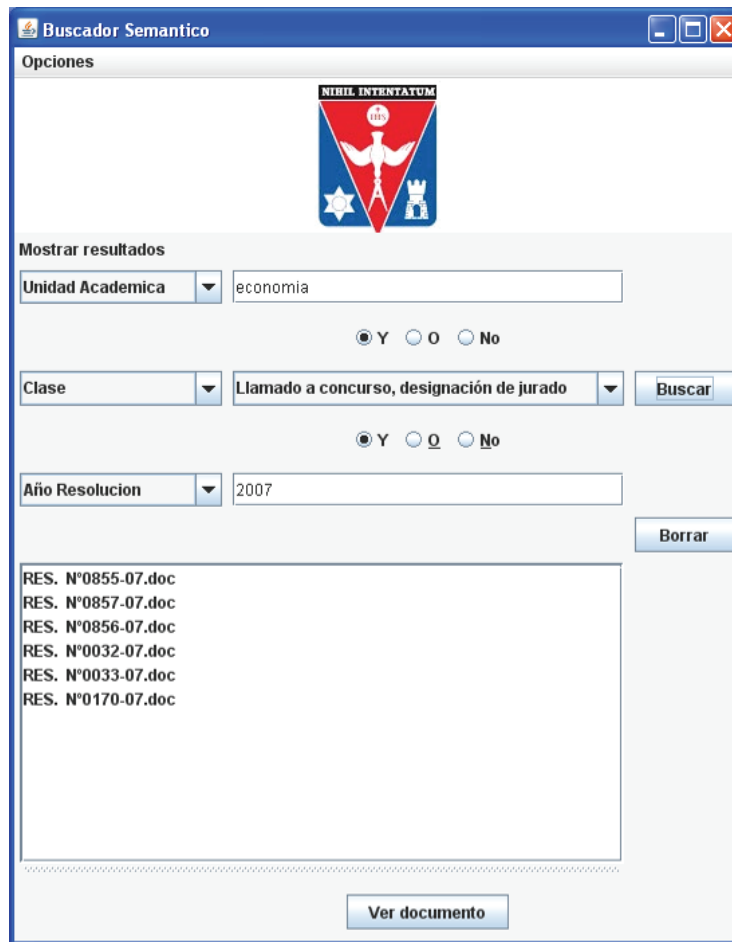 Buscador Semantico
Opciones
NIHIL INTENTATUM
IHS
Mostrar resultados
Unidad Academica economia
Y O No
Clase Llamado a concurso, designación de jurado Buscar
Y O No
Año Resolucion 2007
Borrar
RES. Nº0855-07.doc
RES. Nº0857-07.doc
RES. Nº0856-07.doc
RES. Nº0032-07.doc
RES. Nº0033-07.doc
RES. Nº0170-07.doc
Ver documento